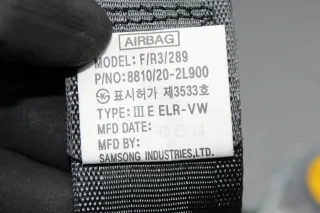 AIRBAG
MODEL: F/R3/289
P/NO:8810/20-2L900
표시허가 제3533호
TYPE: III E ELR-VW
MFD DATE:
MFD BY:
SAMSONG INDUSTRIES,LTD.